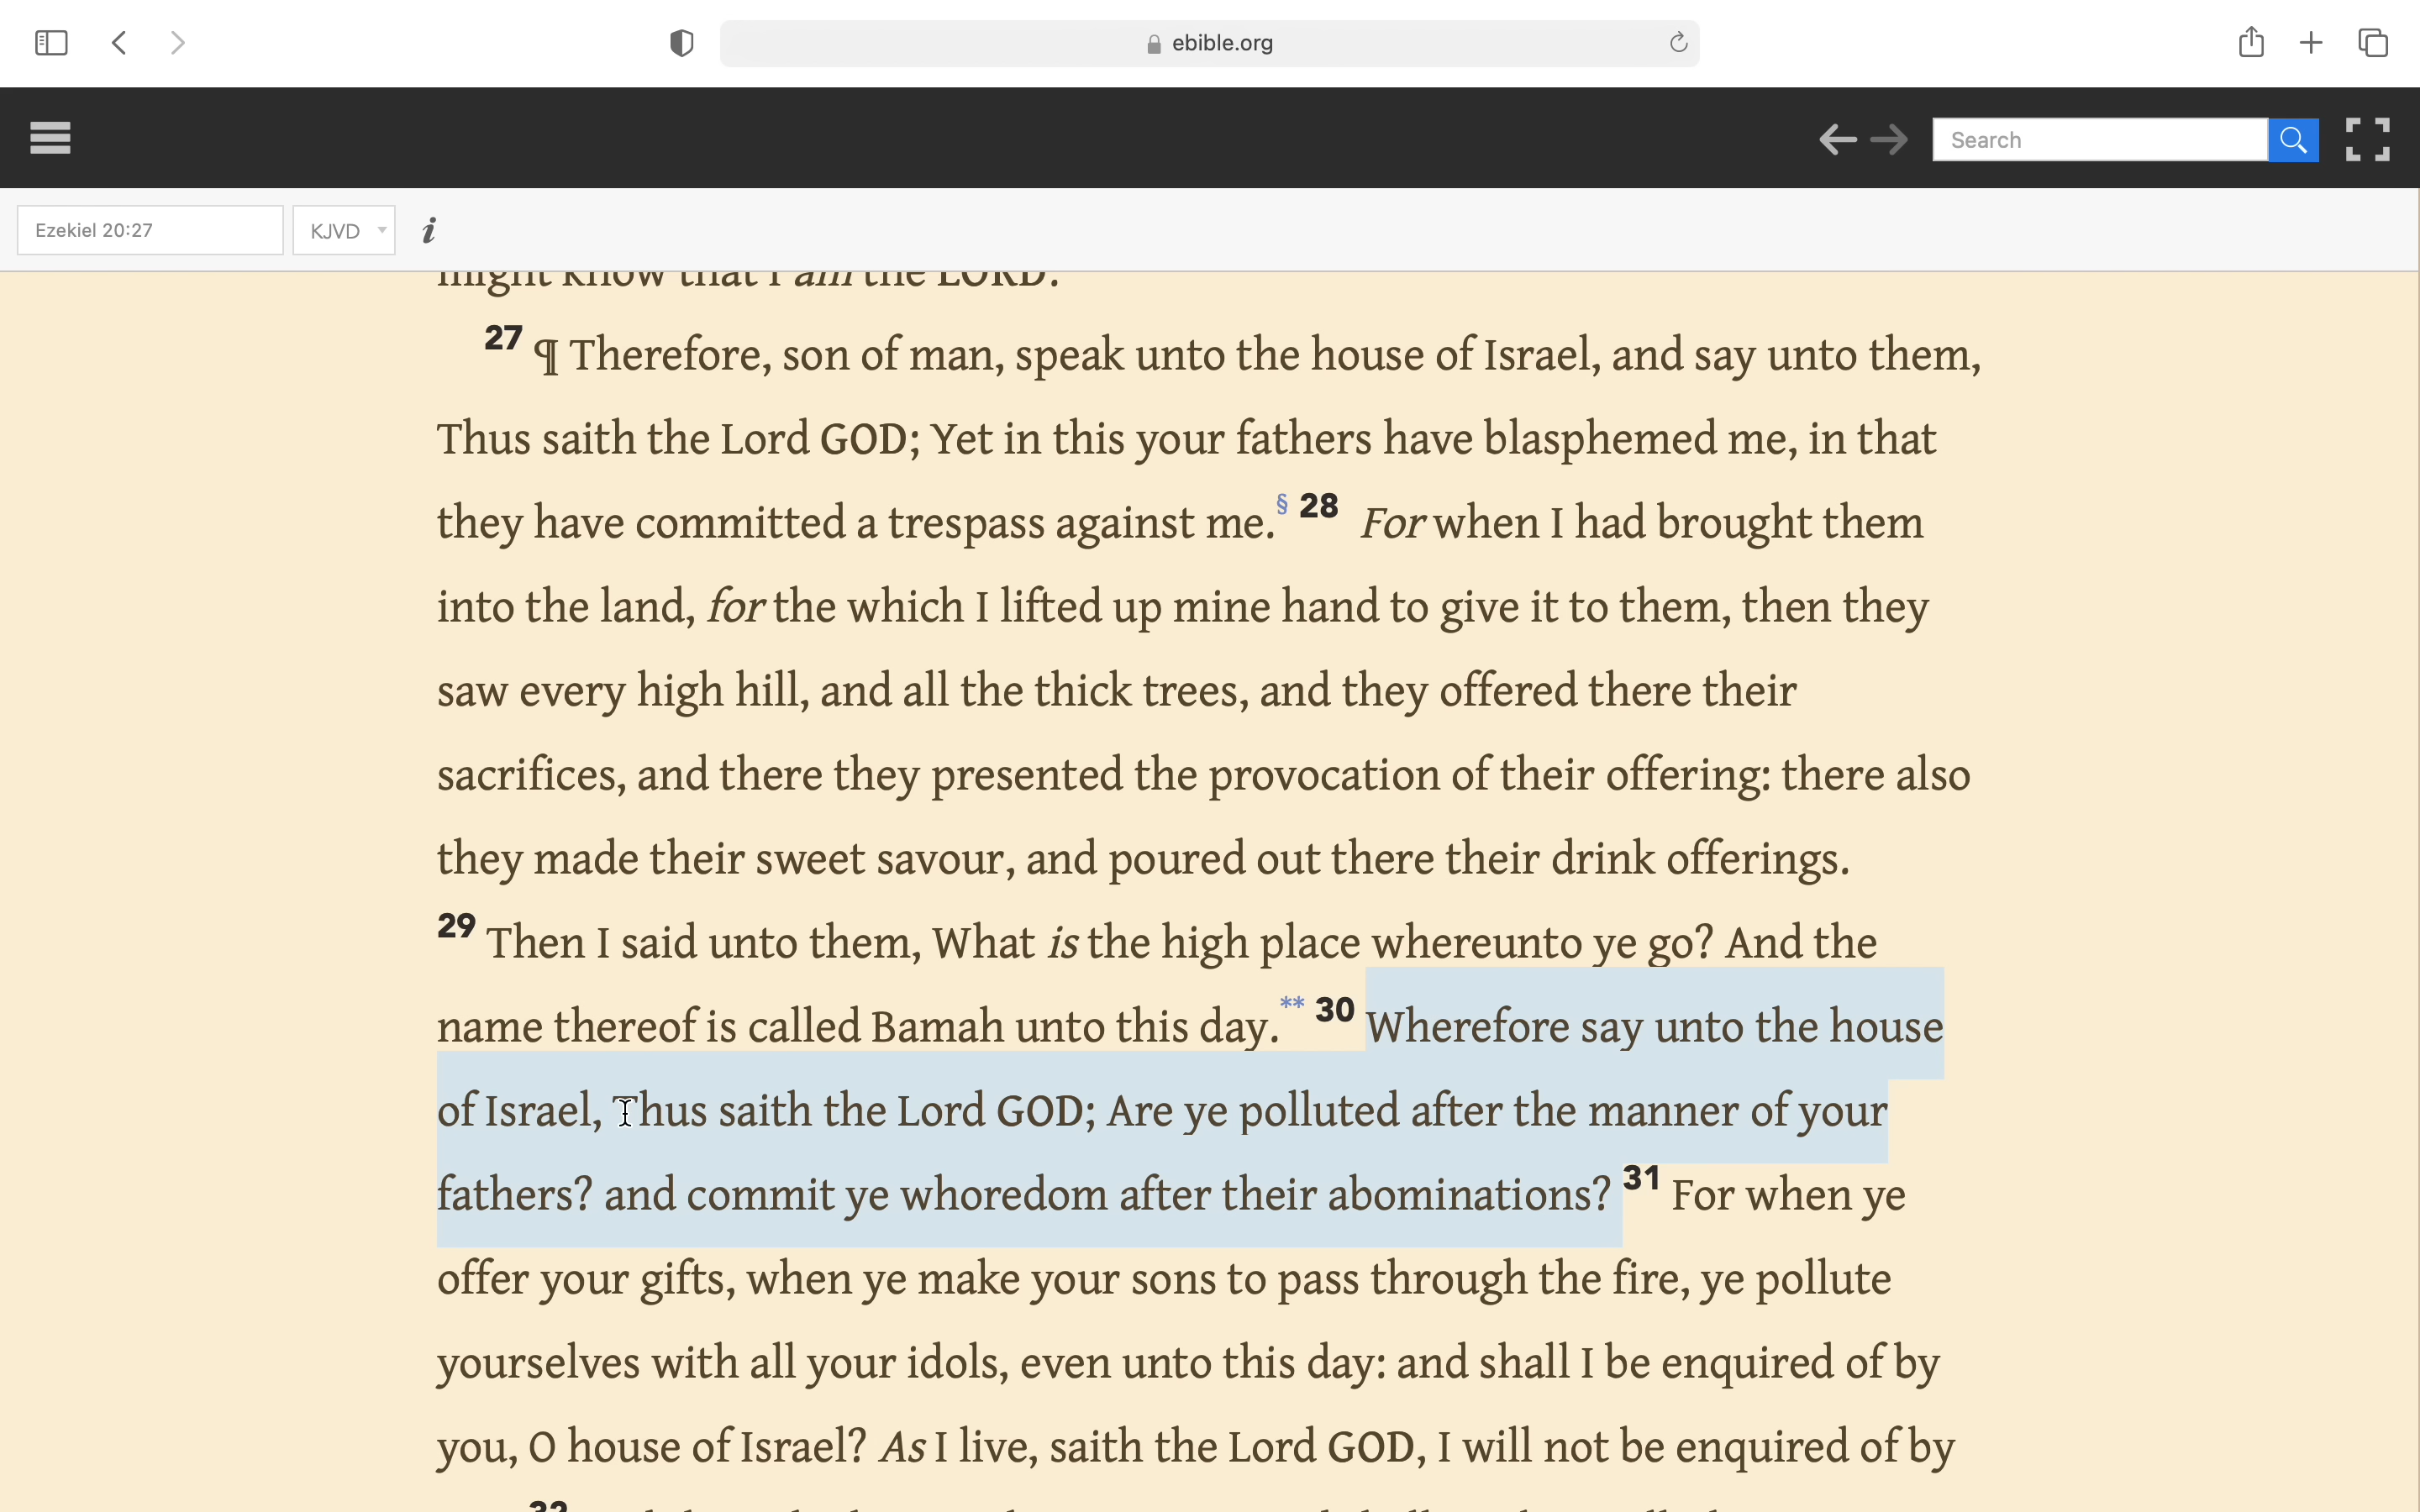 ebible.org
Search
Ezekiel 20:27
KJVD
i
might know that I am the LORD.
27 ¶ Therefore, son of man, speak unto the house of Israel, and say unto them,
Thus saith the Lord GOD; Yet in this your fathers have blasphemed me, in that
they have committed a trespass against me.§ 28 For when I had brought them
into the land, for the which I lifted up mine hand to give it to them, then they
saw every high hill, and all the thick trees, and they offered there their
sacrifices, and there they presented the provocation of their offering: there also
they made their sweet savour, and poured out there their drink offerings.
29 Then I said unto them, What is the high place whereunto ye go? And the
name thereof is called Bamah unto this day.** 30 Wherefore say unto the house
of Israel, Thus saith the Lord GOD; Are ye polluted after the manner of your
fathers? and commit ye whoredom after their abominations? 31 For when ye
offer your gifts, when ye make your sons to pass through the fire, ye pollute
yourselves with all your idols, even unto this day: and shall I be enquired of by
you, O house of Israel? As I live, saith the Lord GOD, I will not be enquired of by
32